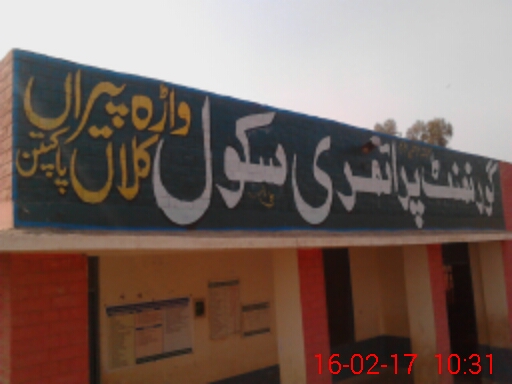 گورنمنٹ پرائمری سکول
واڑہ پیراں
کلاں
پاکپتن
16-02-17 10:31